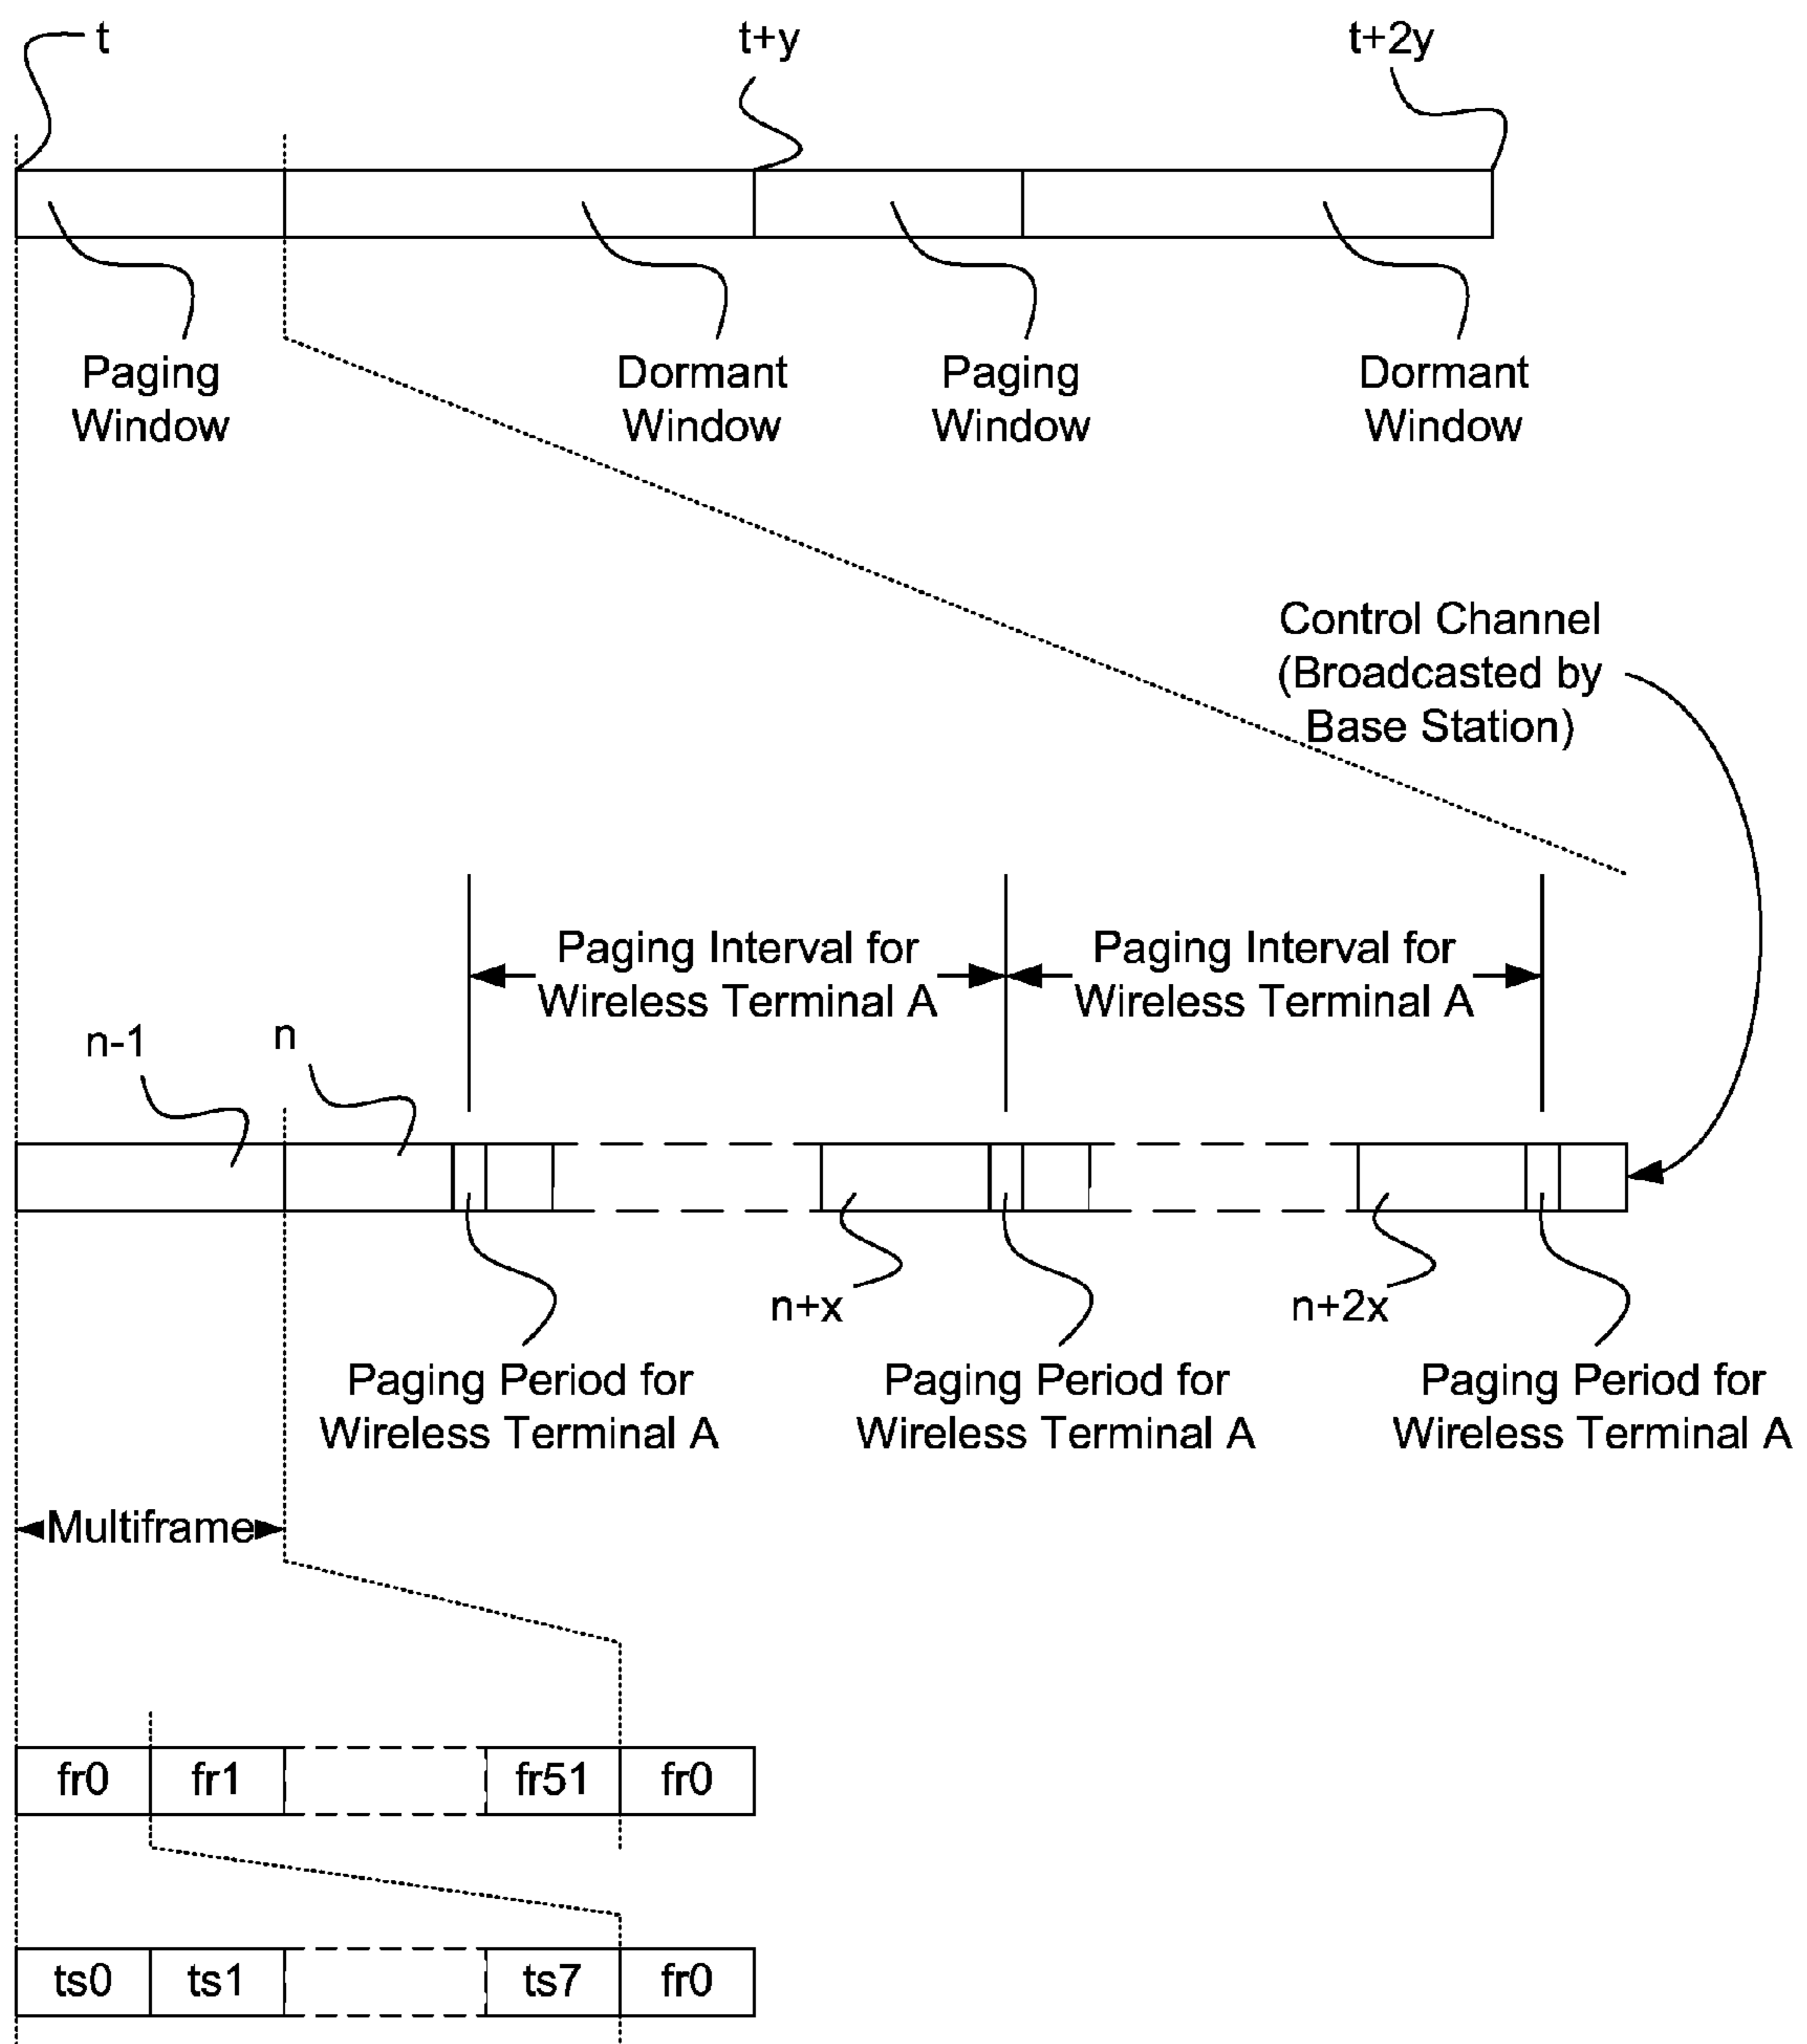 t
t+y
t+2y
Paging
Window
Dormant
Window
Paging
Window
Dormant
Window
Control Channel
(Broadcasted by
Base Station)
Paging Interval for
Wireless Terminal A
Paging Interval for
Wireless Terminal A
n-1
n
n+x
n+2x
Paging Period for
Wireless Terminal A
Paging Period for
Wireless Terminal A
Paging Period for
Wireless Terminal A
Multiframe
fr0 fr1 fr51 fr0
ts0 ts1 ts7 fr0